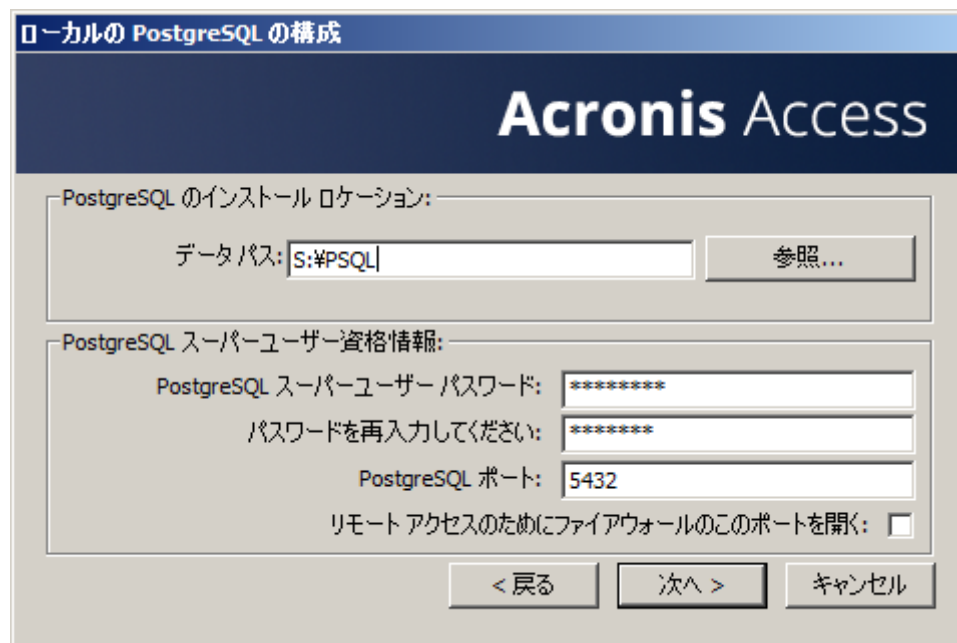 ローカルの PostgreSQL の構成
Acronis Access
PostgreSQL のインストール ロケーション:
データ パス: S:¥PSQL 参照...
PostgreSQL スーパーユーザー資格情報:
PostgreSQL スーパーユーザー パスワード: ********
パスワードを再入力してください: *******
PostgreSQL ポート: 5432
リモート アクセスのためにファイアウォールのこのポートを開く:
< 戻る 次へ > キャンセル